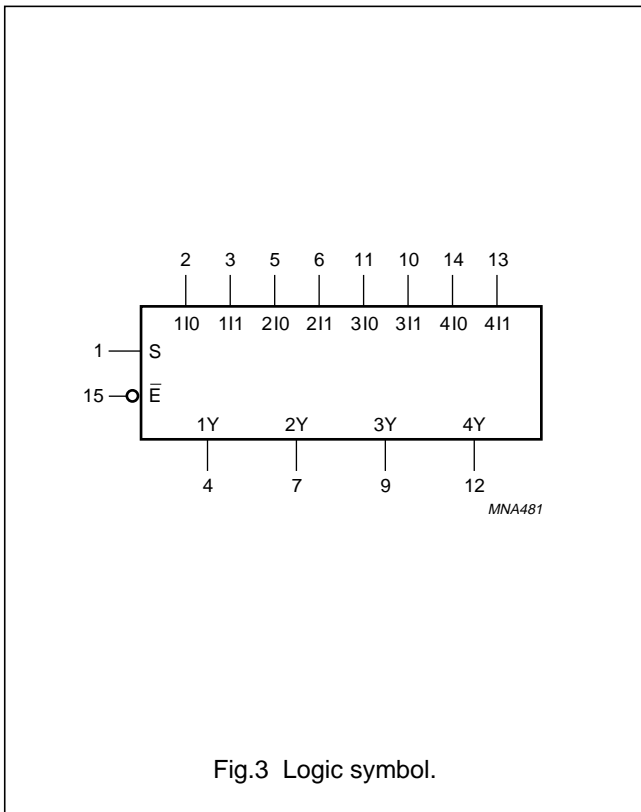 2 3 5 6 11 10 14 13
1I0 1I1 2I0 2I1 3I0 3I1 4I0 4I1
1 S
15 E̅
1Y 2Y 3Y 4Y
4 7 9 12
MNA481
Fig.3 Logic symbol.